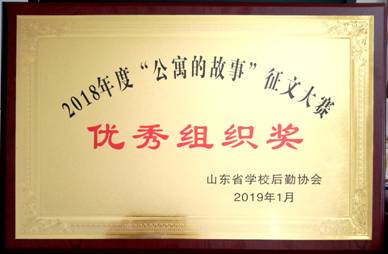 2018年度“公寓的故事”征文大赛
优秀组织奖
山东省学校后勤协会
2019年1月